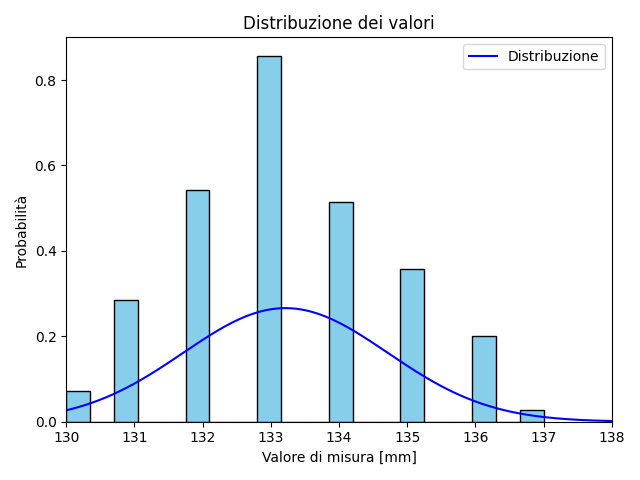 Distribuzione dei valori
Distribuzione
Probabilità
0.8
0.6
0.4
0.2
0.0
130 131 132 133 134 135 136 137 138
Valore di misura [mm]